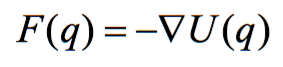 F(q) = −∇U(q)